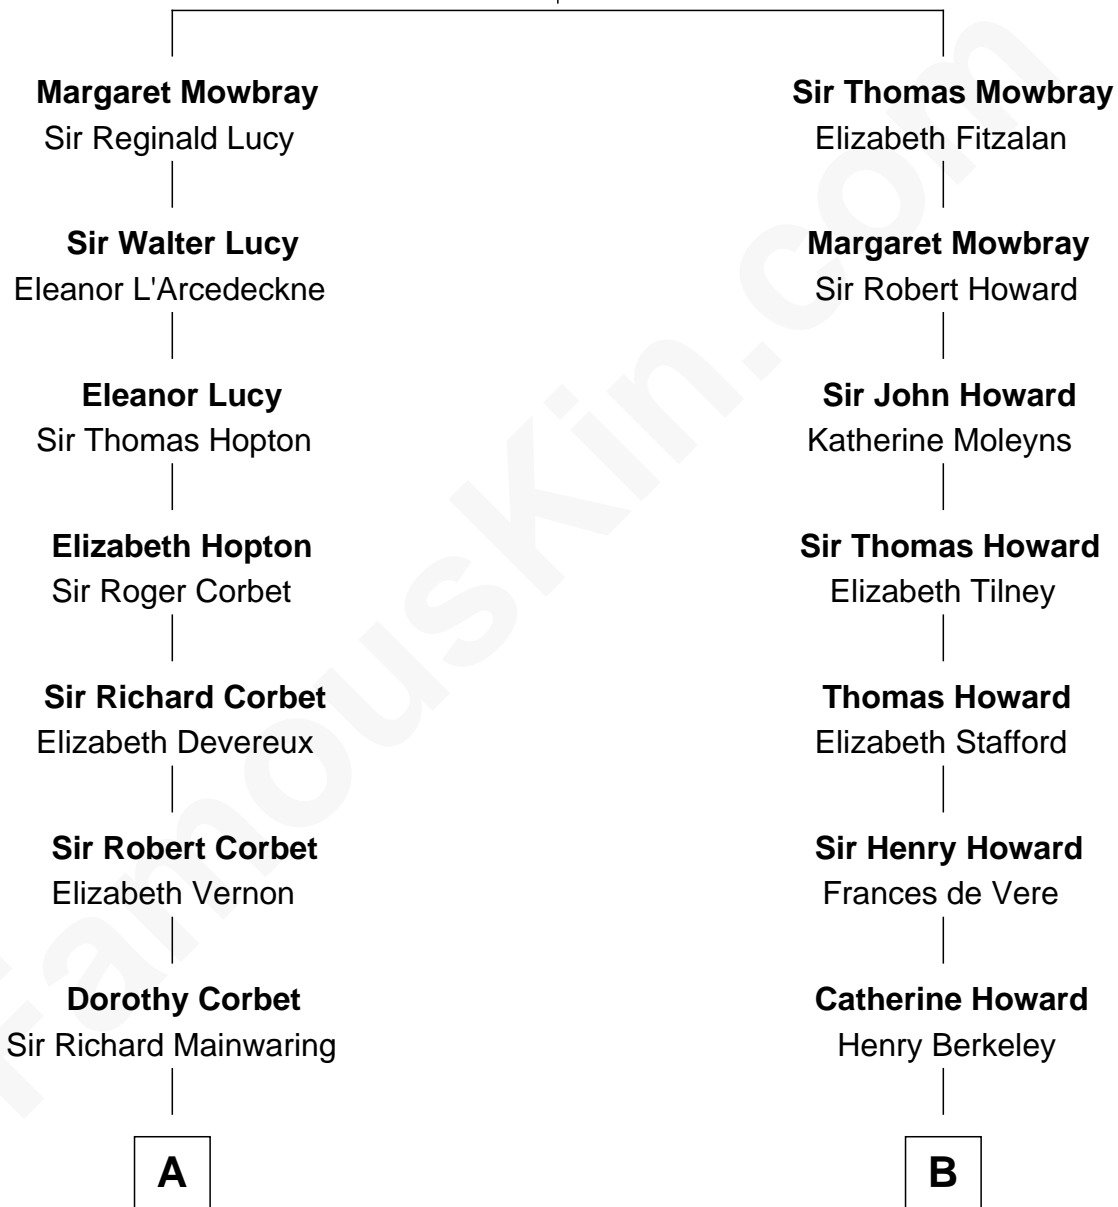 Margaret Mowbray
Sir Reginald Lucy
Sir Walter Lucy
Eleanor L'Arcedeckne
Eleanor Lucy
Sir Thomas Hopton
Elizabeth Hopton
Sir Roger Corbet
Sir Richard Corbet
Elizabeth Devereux
Sir Robert Corbet
Elizabeth Vernon
Dorothy Corbet
Sir Richard Mainwaring
A
Sir Thomas Mowbray
Elizabeth Fitzalan
Margaret Mowbray
Sir Robert Howard
Sir John Howard
Katherine Moleyns
Sir Thomas Howard
Elizabeth Tilney
Thomas Howard
Elizabeth Stafford
Sir Henry Howard
Frances de Vere
Catherine Howard
Henry Berkeley
B
FamousKin.com